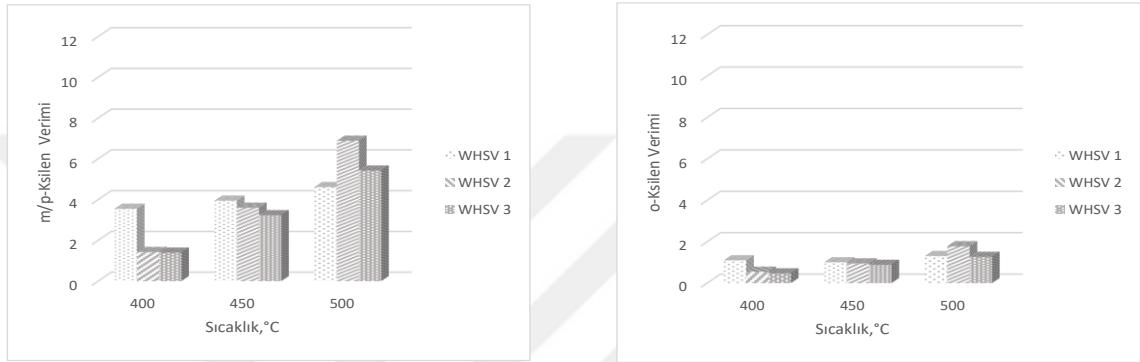 m/p-Ksilen Verimi
12
10
8
6
4
2
0
400 450 500
Sıcaklık,°C
WHSV 1
WHSV 2
WHSV 3
o-Ksilen Verimi
12
10
8
6
4
2
0
400 450 500
Sıcaklık,°C
WHSV 1
WHSV 2
WHSV 3